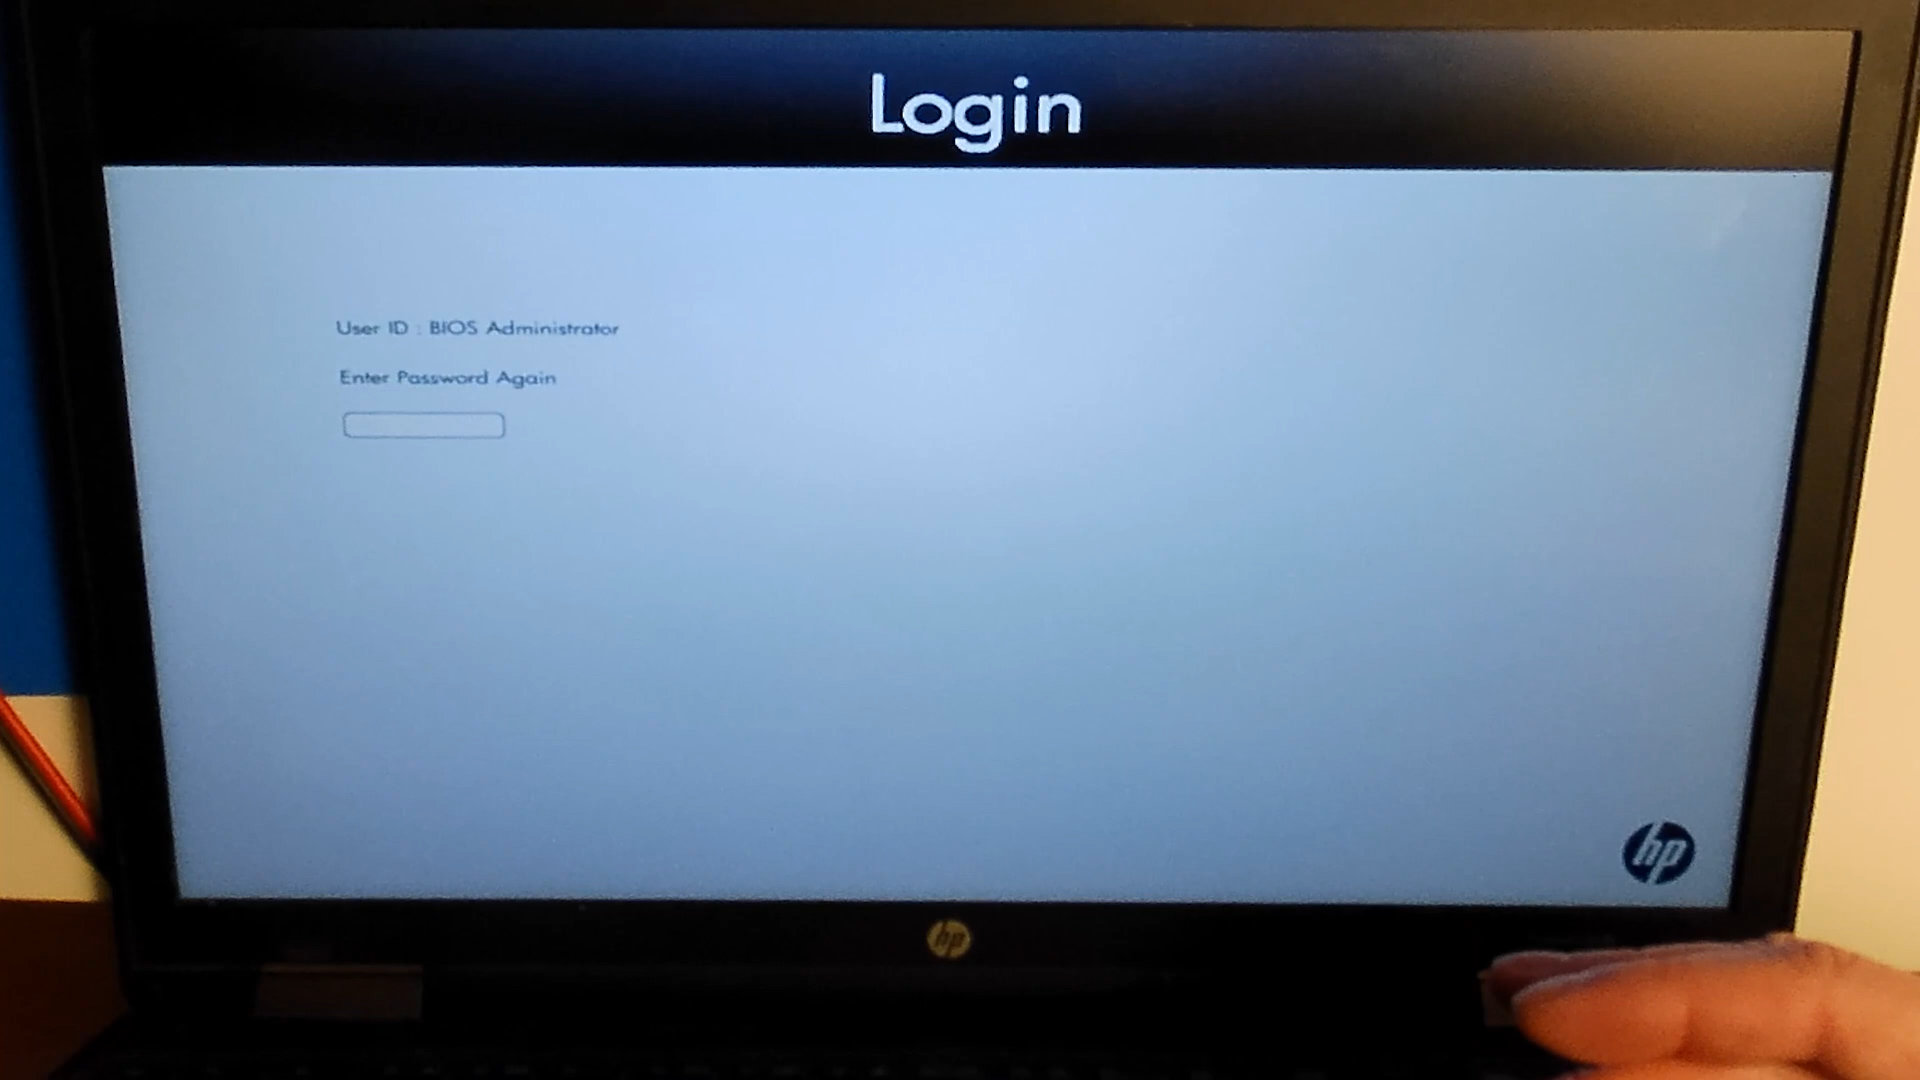 Login
User ID : BIOS Administrator
Enter Password Again
hp
hp